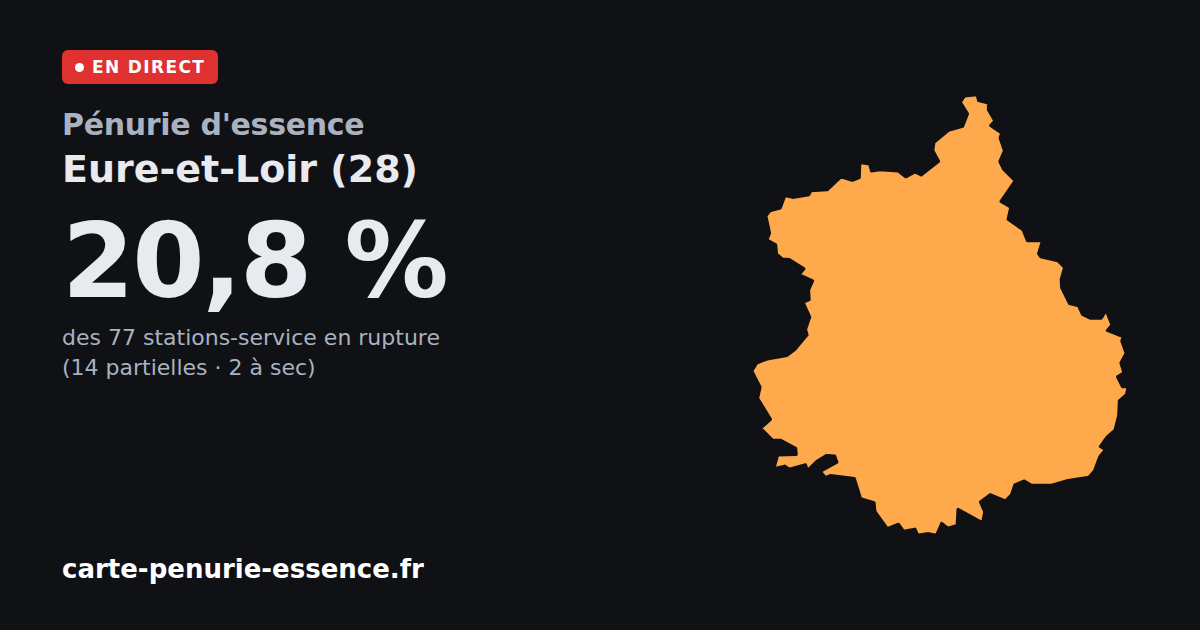 EN DIRECT
Pénurie d'essence
Eure-et-Loir (28)
20,8 %
des 77 stations-service en rupture
(14 partielles · 2 à sec)
carte-penurie-essence.fr